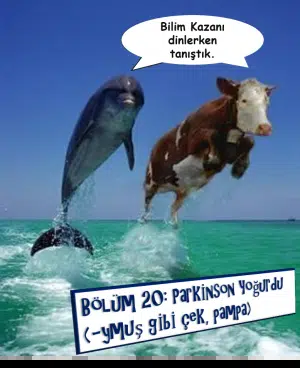 Bilim Kazanı
dinlerken
tanıştık.
BÖLÜM 20: Parkinson Yoğurdu
(-ymuş gibi çek, pampa)